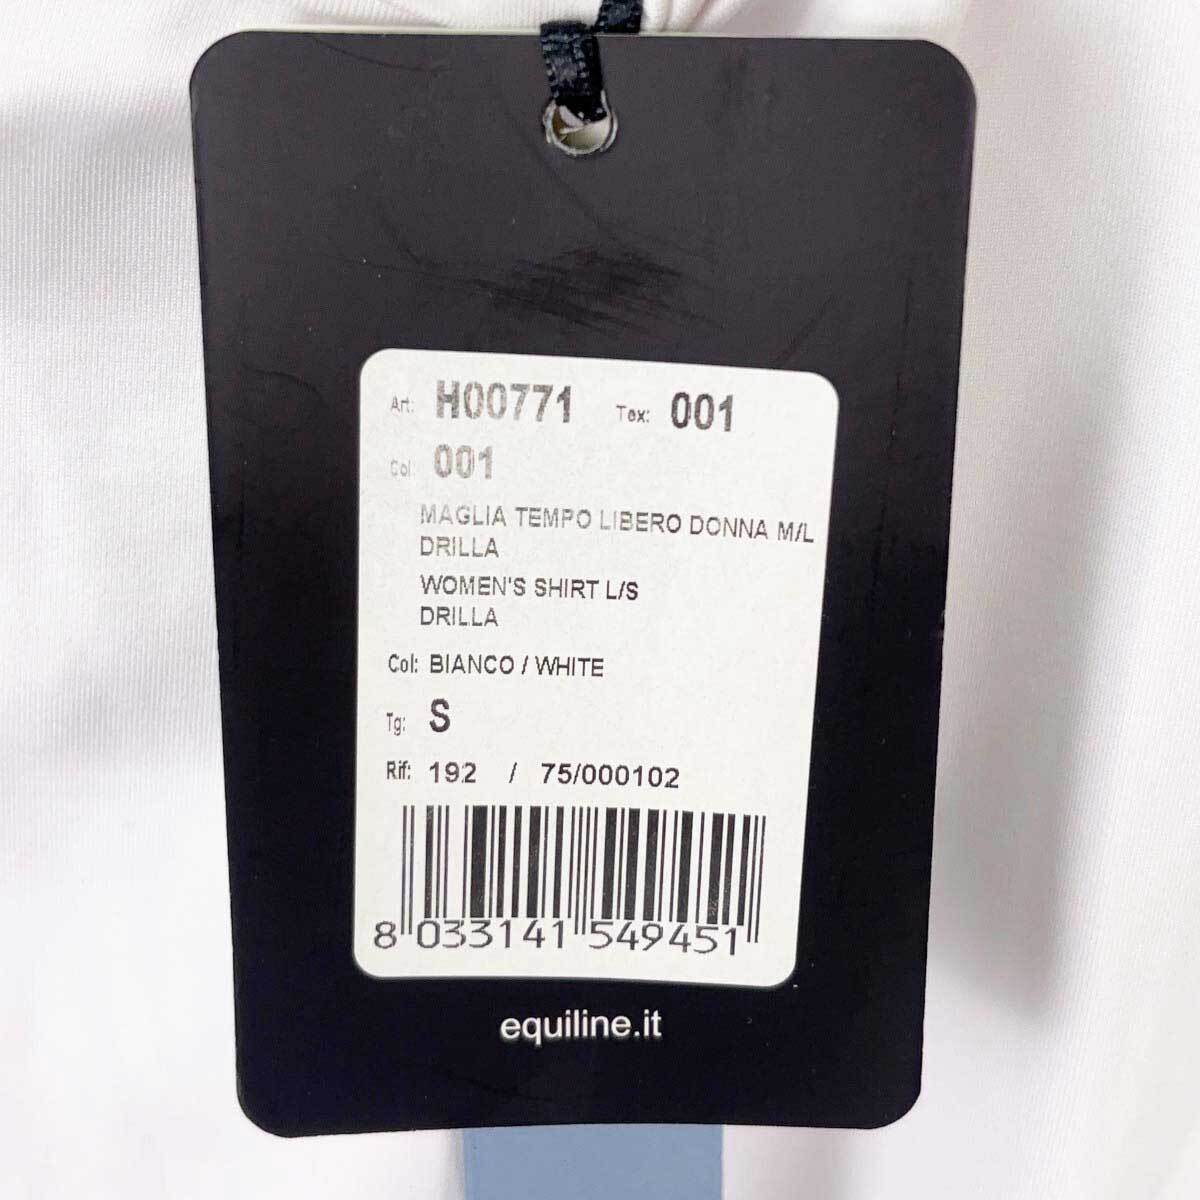 Art: H00771 Tex: 001
Col 001
MAGLIA TEMPO LIBERO DONNA M/L
DRILLA
WOMEN'S SHIRT L/S
DRILLA
Col: BIANCO / WHITE
Tg: S
Rif: 192 / 75/000102
8 033141 549451
equiline.it